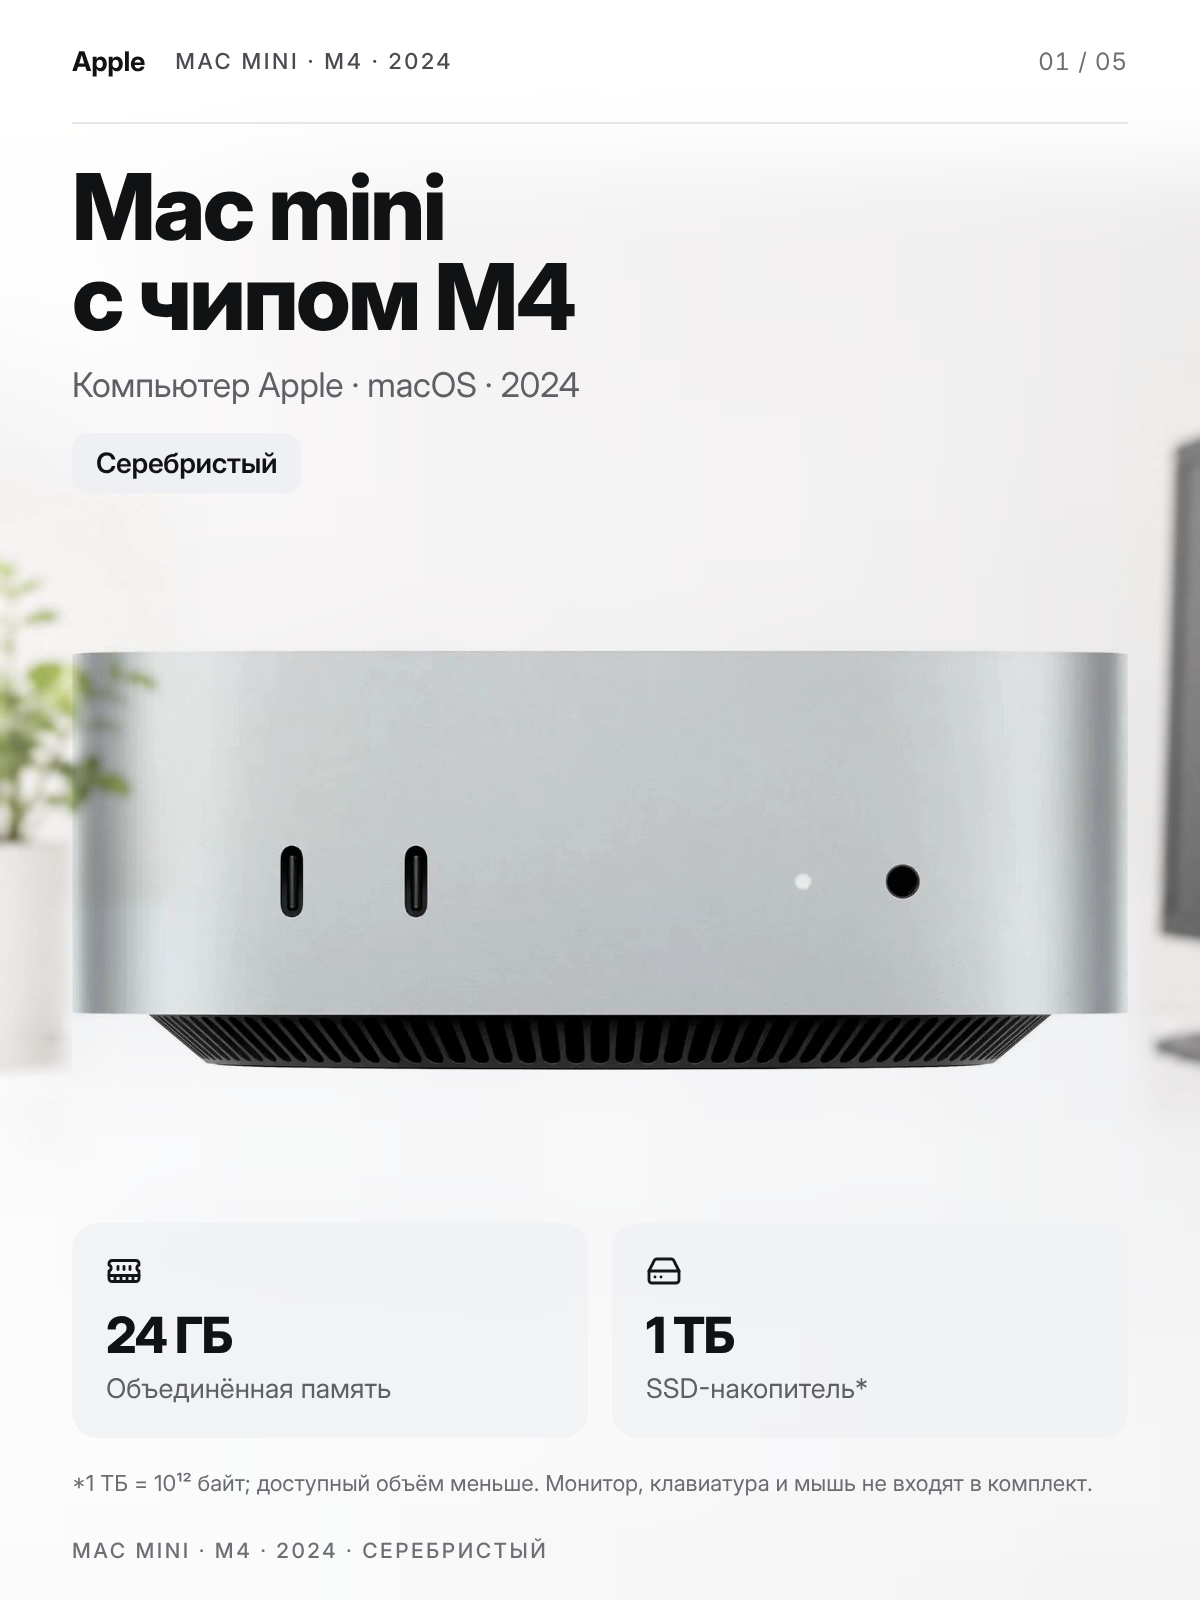 Apple MAC MINI · M4 · 2024 01 / 05
Mac mini
с чипом M4
Компьютер Apple · macOS · 2024
Серебристый
24 ГБ
Объединённая память
1 ТБ
SSD-накопитель*
*1 ТБ = 10¹² байт; доступный объём меньше. Монитор, клавиатура и мышь не входят в комплект.
MAC MINI · M4 · 2024 · СЕРЕБРИСТЫЙ